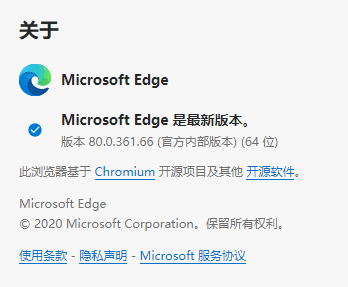 关于
Microsoft Edge
Microsoft Edge 是最新版本。
版本 80.0.361.66 (官方内部版本) (64 位)
此浏览器基于 Chromium 开源项目及其他 开源软件。
Microsoft Edge
© 2020 Microsoft Corporation。保留所有权利。
使用条款 - 隐私声明 - Microsoft 服务协议